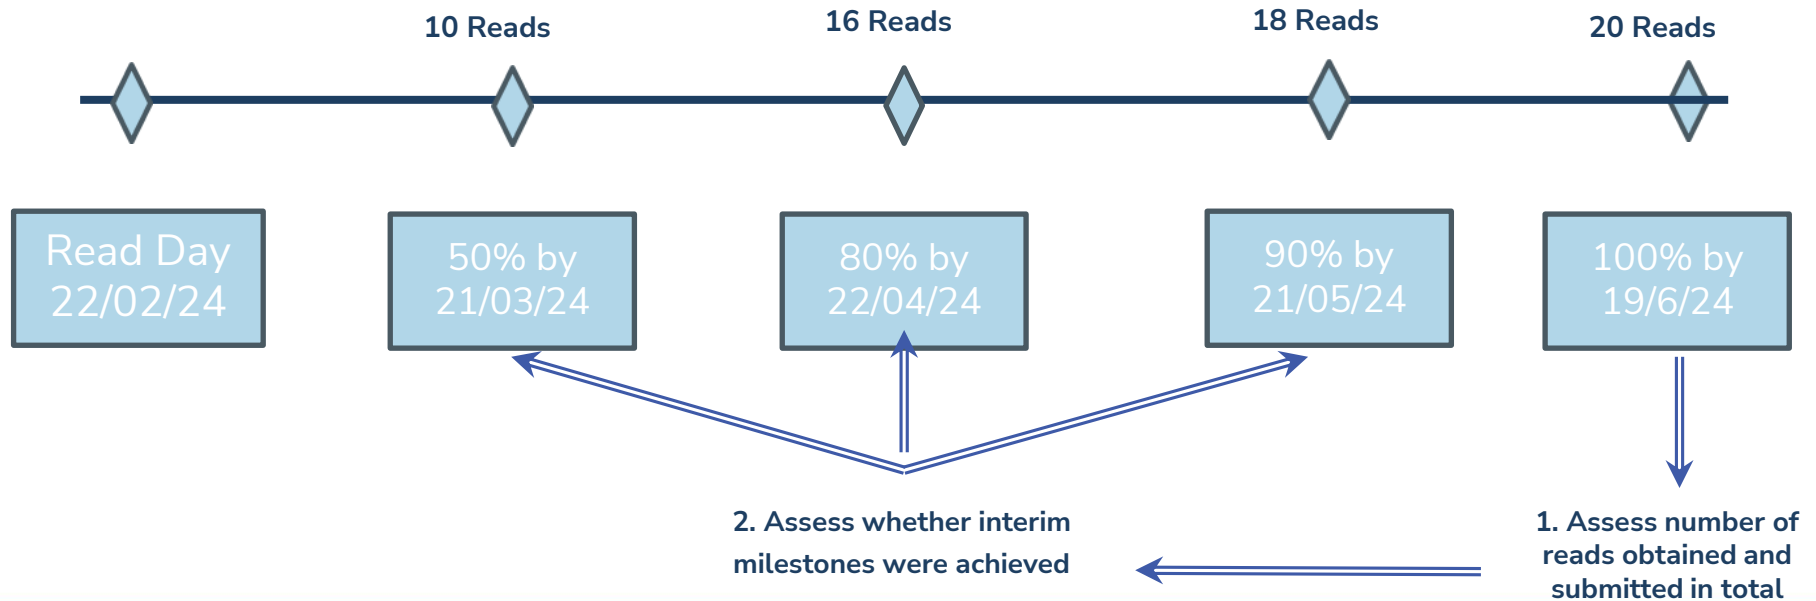 10 Reads
16 Reads
18 Reads
20 Reads
Read Day
22/02/24
50% by
21/03/24
80% by
22/04/24
90% by
21/05/24
100% by
19/6/24
2. Assess whether interim
milestones were achieved
1. Assess number of
reads obtained and
submitted in total